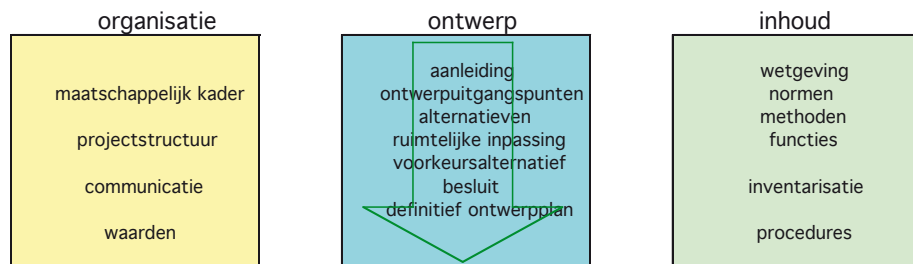 organisatie
maatschappelijk kader
projectstructuur
communicatie
waarden
ontwerp
aanleiding
ontwerpuitgangspunten
alternatieven
ruimtelijke inpassing
voorkeursalternatief
besluit
definitief ontwerpplan
inhoud
wetgeving
normen
methoden
functies
inventarisatie
procedures